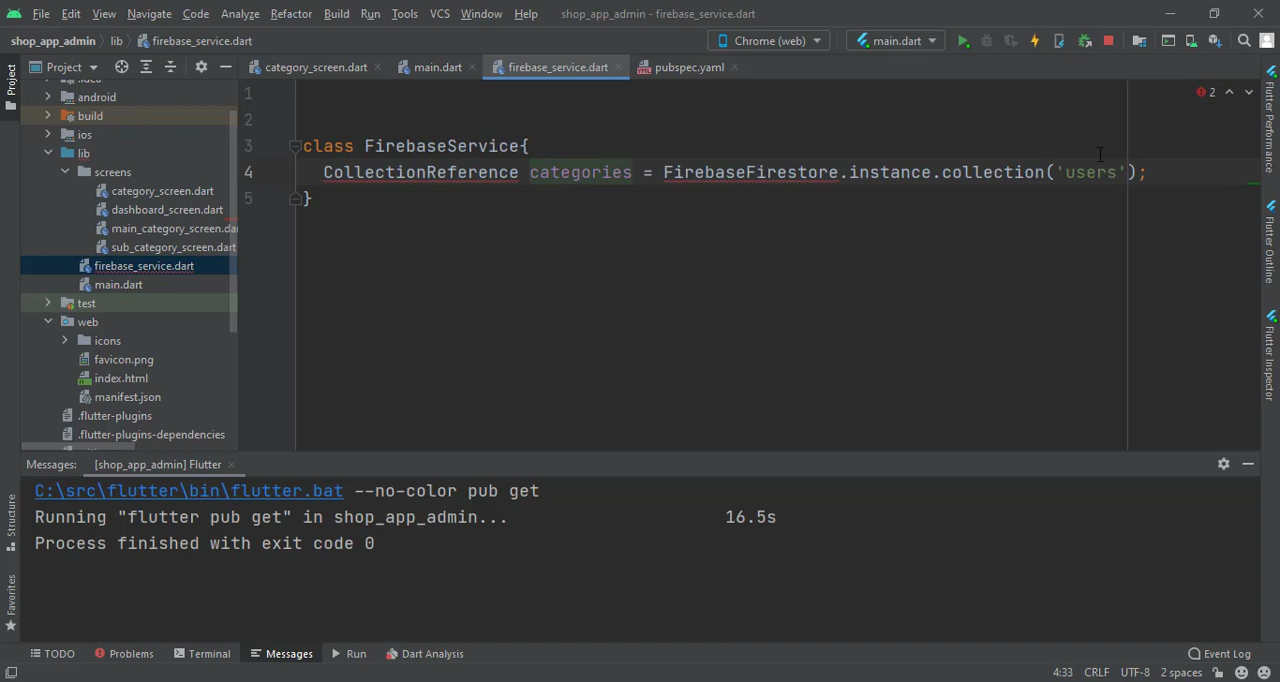 File Edit View Navigate Code Analyze Refactor Build Run Tools VCS Window Help shop_app_admin - firebase_service.dart
shop_app_admin lib firebase_service.dart Chrome (web) main.dart
Project category_screen.dart main.dart firebase_service.dart pubspec.yaml
Project
android
build
ios
lib
screens
category_screen.dart
dashboard_screen.dart
main_category_screen.da
sub_category_screen.dart
firebase_service.dart
main.dart
test
web
icons
favicon.png
index.html
manifest.json
.flutter-plugins
.flutter-plugins-dependencies
1
2
3 class FirebaseService{
4 CollectionReference categories = FirebaseFirestore.instance.collection('users');
5 }
2
Flutter Performance
Flutter Outline
Flutter Inspector
Structure
Favorites
Messages: [shop_app_admin] Flutter
C:\src\flutter\bin\flutter.bat --no-color pub get
Running "flutter pub get" in shop_app_admin... 16.5s
Process finished with exit code 0
TODO Problems Terminal Messages Run Dart Analysis Event Log
4:33 CRLF UTF-8 2 spaces